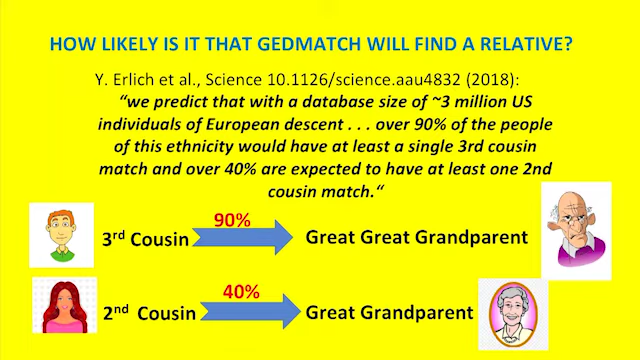 HOW LIKELY IS IT THAT GEDMATCH WILL FIND A RELATIVE?
Y. Erlich et al., Science 10.1126/science.aau4832 (2018):
“we predict that with a database size of ~3 million US
individuals of European descent . . . over 90% of the people
of this ethnicity would have at least a single 3rd cousin
match and over 40% are expected to have at least one 2nd
cousin match.“
90%
3rd Cousin
Great Great Grandparent
40%
2nd Cousin
Great Grandparent